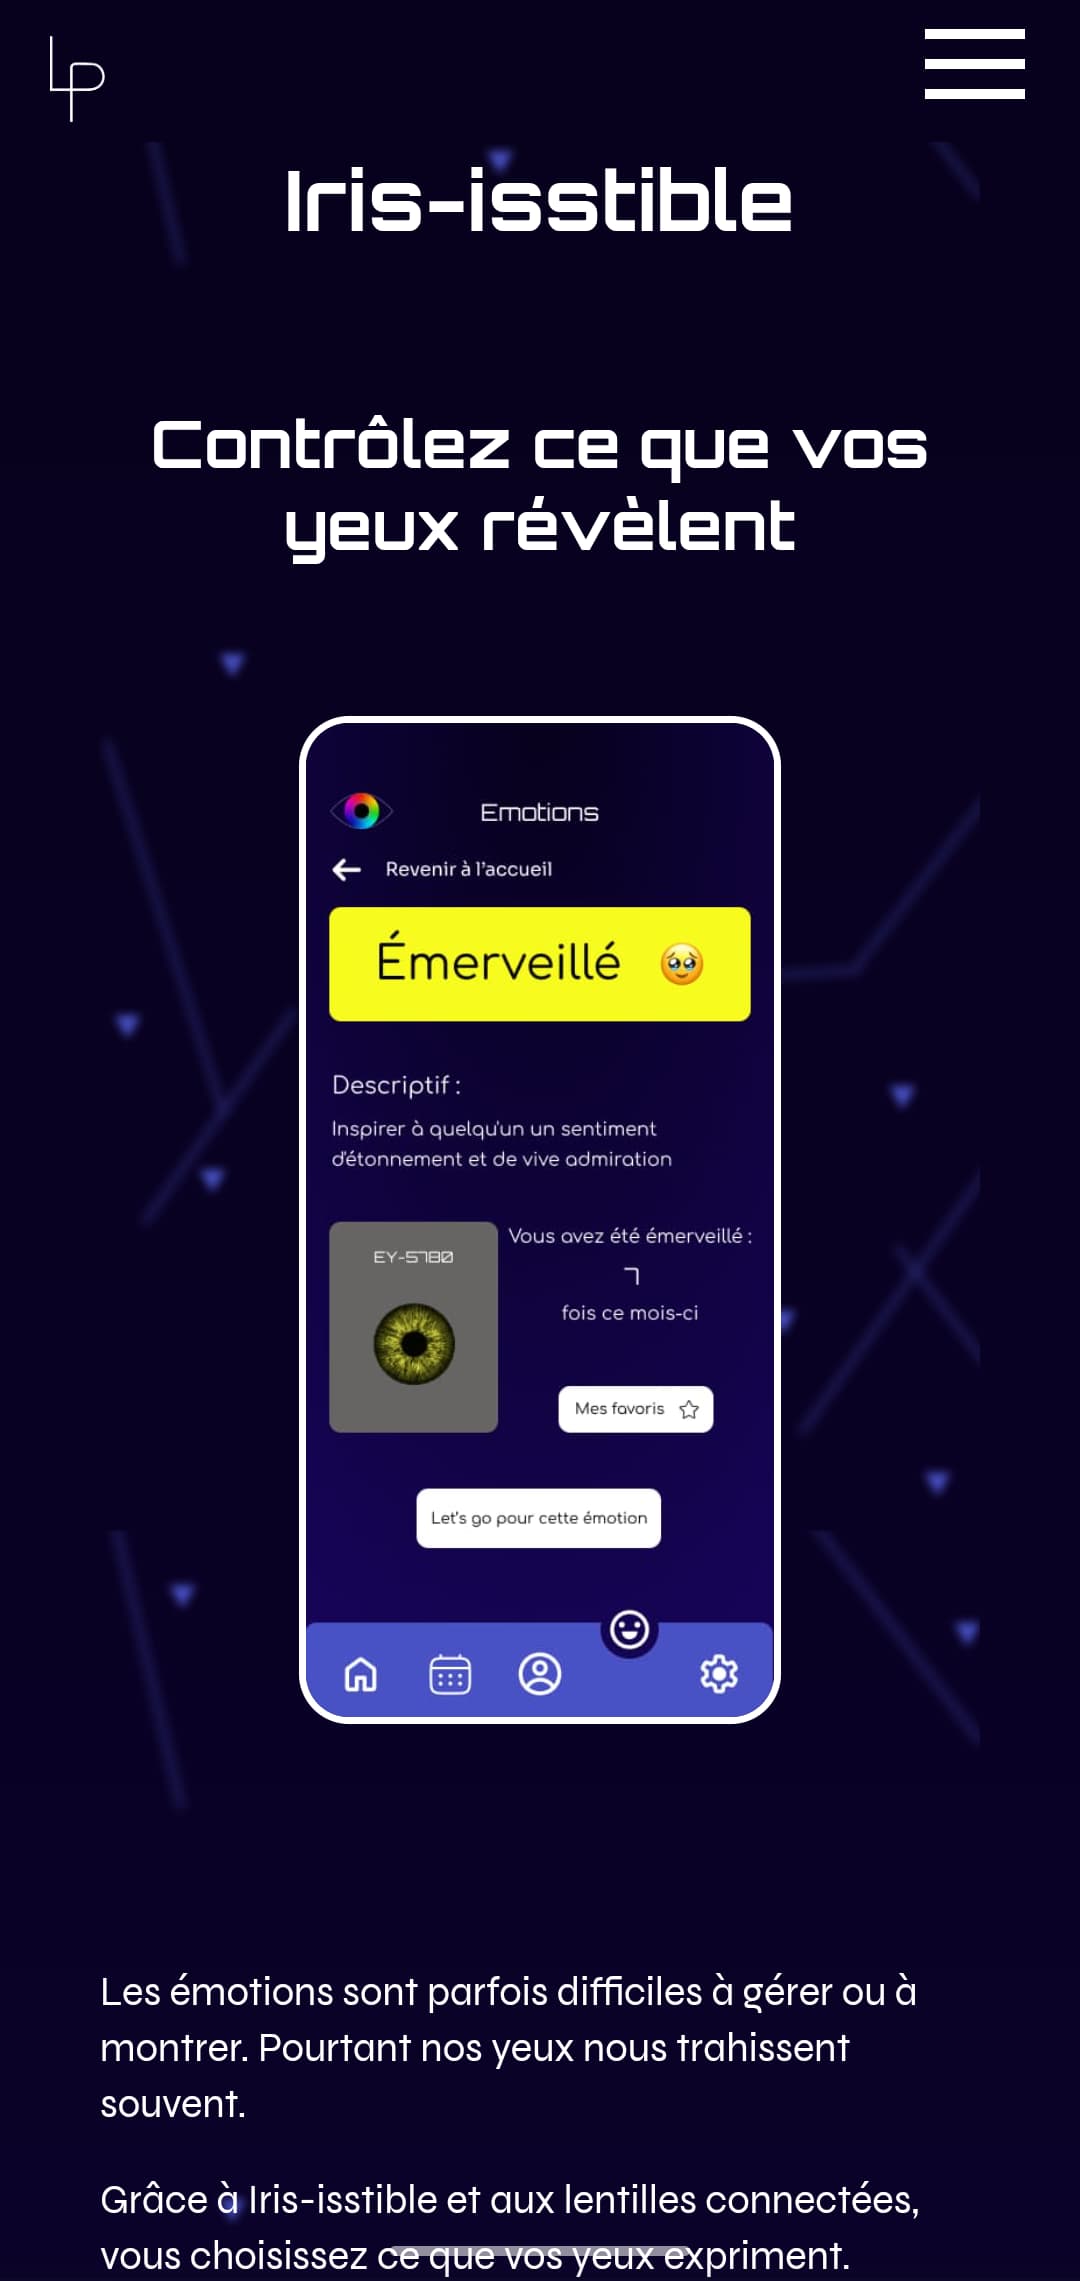 LP
Iris-isstible
Contrôlez ce que vos
yeux révèlent
Emotions
Revenir à l'accueil
Émerveillé 🥹
Descriptif :
Inspirer à quelqu'un un sentiment
d'étonnement et de vive admiration
EY-5780
Vous avez été émerveillé :
7
fois ce mois-ci
Mes favoris
Let's go pour cette émotion
Les émotions sont parfois difficiles à gérer ou à
montrer. Pourtant nos yeux nous trahissent
souvent.
Grâce à Iris-isstible et aux lentilles connectées,
vous choisissez ce que vos yeux expriment.